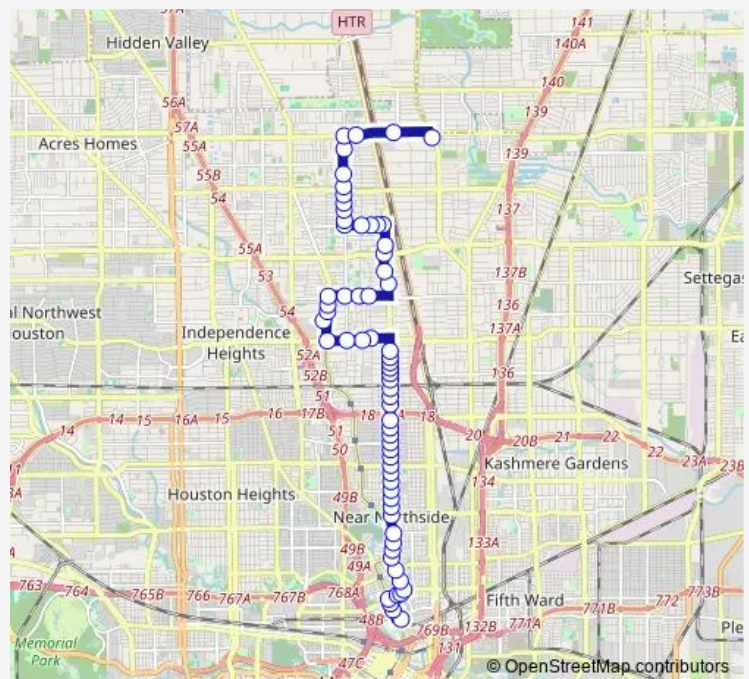 141
HTR
140A
Hidden Valley
140
56A
139
57A
Acres Homes
55A
139
55B
54
137
55A
53
137B
Settegas
136
54
al Northwest
ouston
137A
Independence
Heights
52A
52B
136
51
14
15
16A
15
16
17B
18
A
18
14
51
20
20B
21
22
22
23A
23B
50
Kashmere Gardens
134
Houston Heights
49B
Near N rthside
49B
133A
49A
763
764
765B
766
767A
767B
768A
Fifth Ward
771B
772
773B
48B
769B
132B
771A
Ple
Memorial
Park
47C
131
© OpenStreetMap contributors